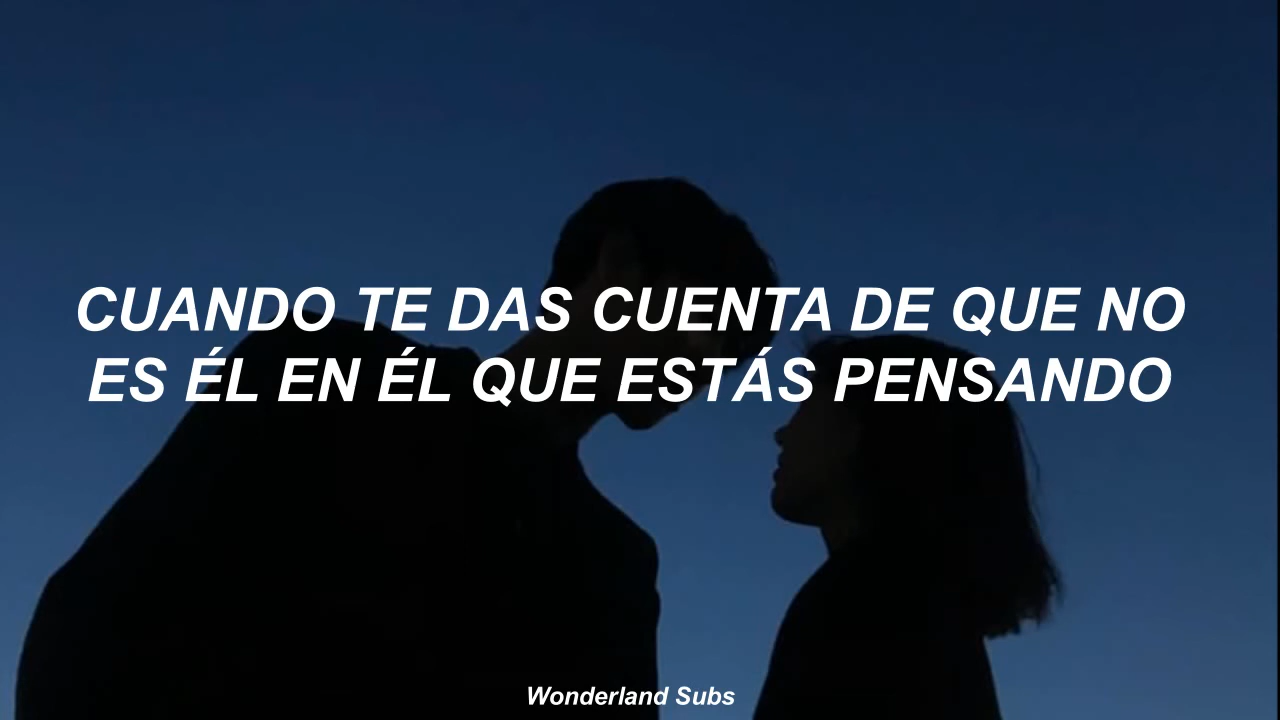 CUANDO TE DAS CUENTA DE QUE NO
ES ÉL EN ÉL QUE ESTÁS PENSANDO
Wonderland Subs